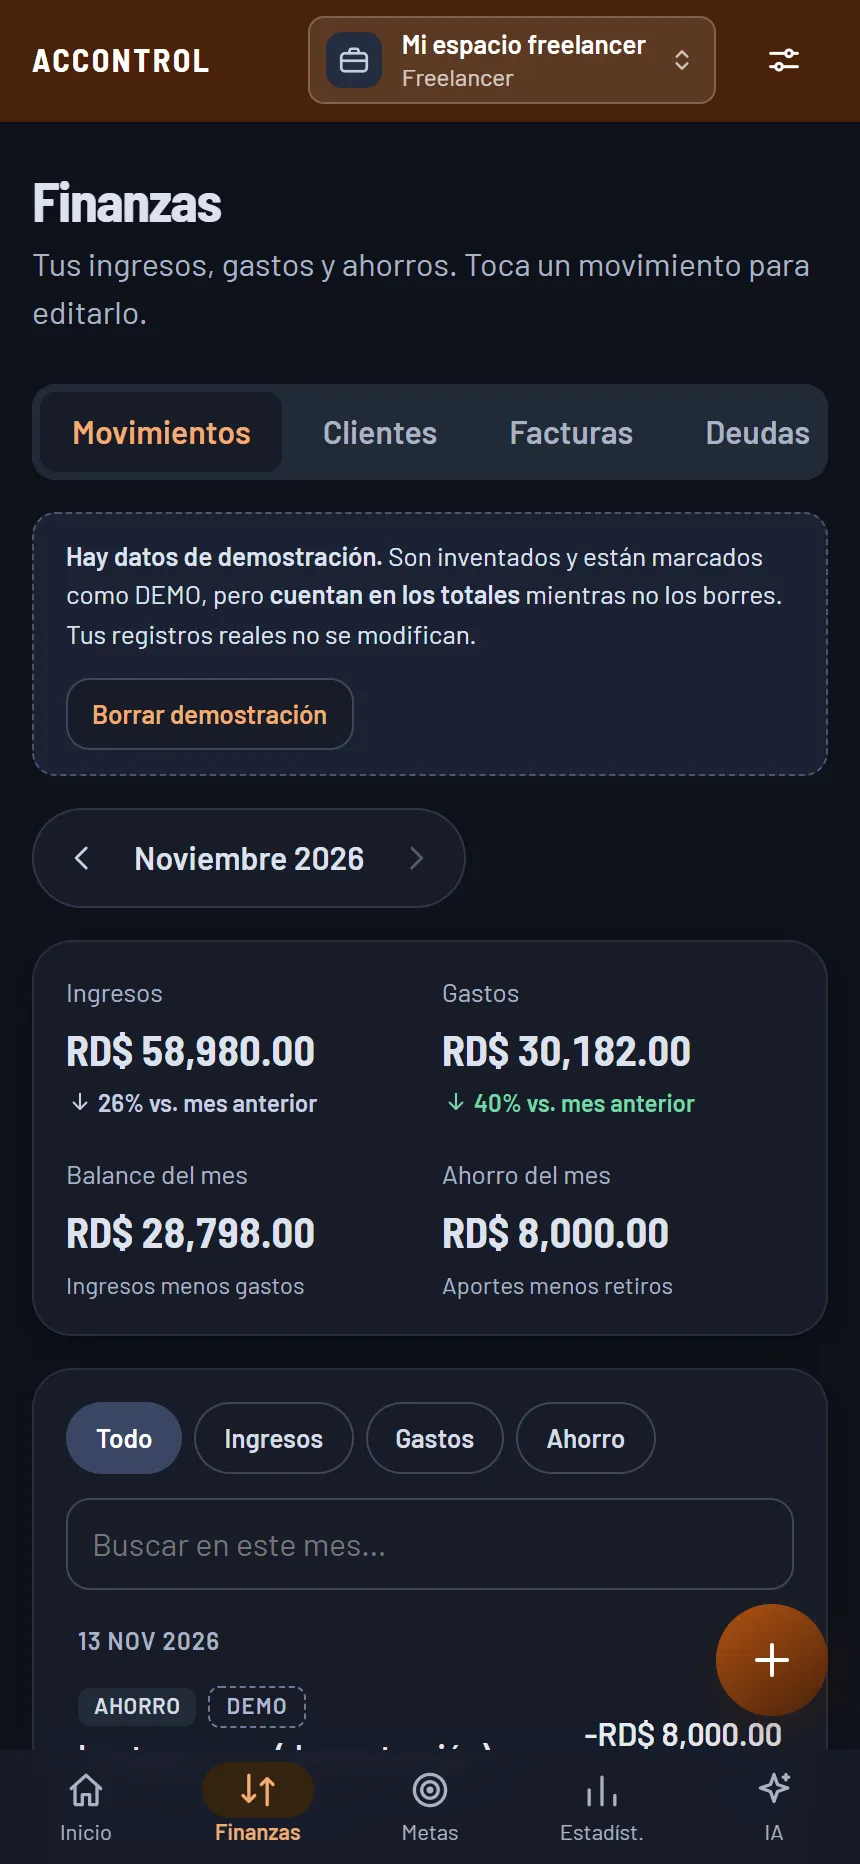 ACCONTROL
Mi espacio freelancer
Freelancer
Finanzas
Tus ingresos, gastos y ahorros. Toca un movimiento para
editarlo.
Movimientos Clientes Facturas Deudas
Hay datos de demostración. Son inventados y están marcados
como DEMO, pero cuentan en los totales mientras no los borres.
Tus registros reales no se modifican.
Borrar demostración
Noviembre 2026
Ingresos Gastos
RD$ 58,980.00 RD$ 30,182.00
↓ 26% vs. mes anterior ↓ 40% vs. mes anterior
Balance del mes Ahorro del mes
RD$ 28,798.00 RD$ 8,000.00
Ingresos menos gastos Aportes menos retiros
Todo Ingresos Gastos Ahorro
Buscar en este mes...
13 NOV 2026
AHORRO DEMO
-RD$ 8,000.00
Inicio Finanzas Metas Estadíst. IA